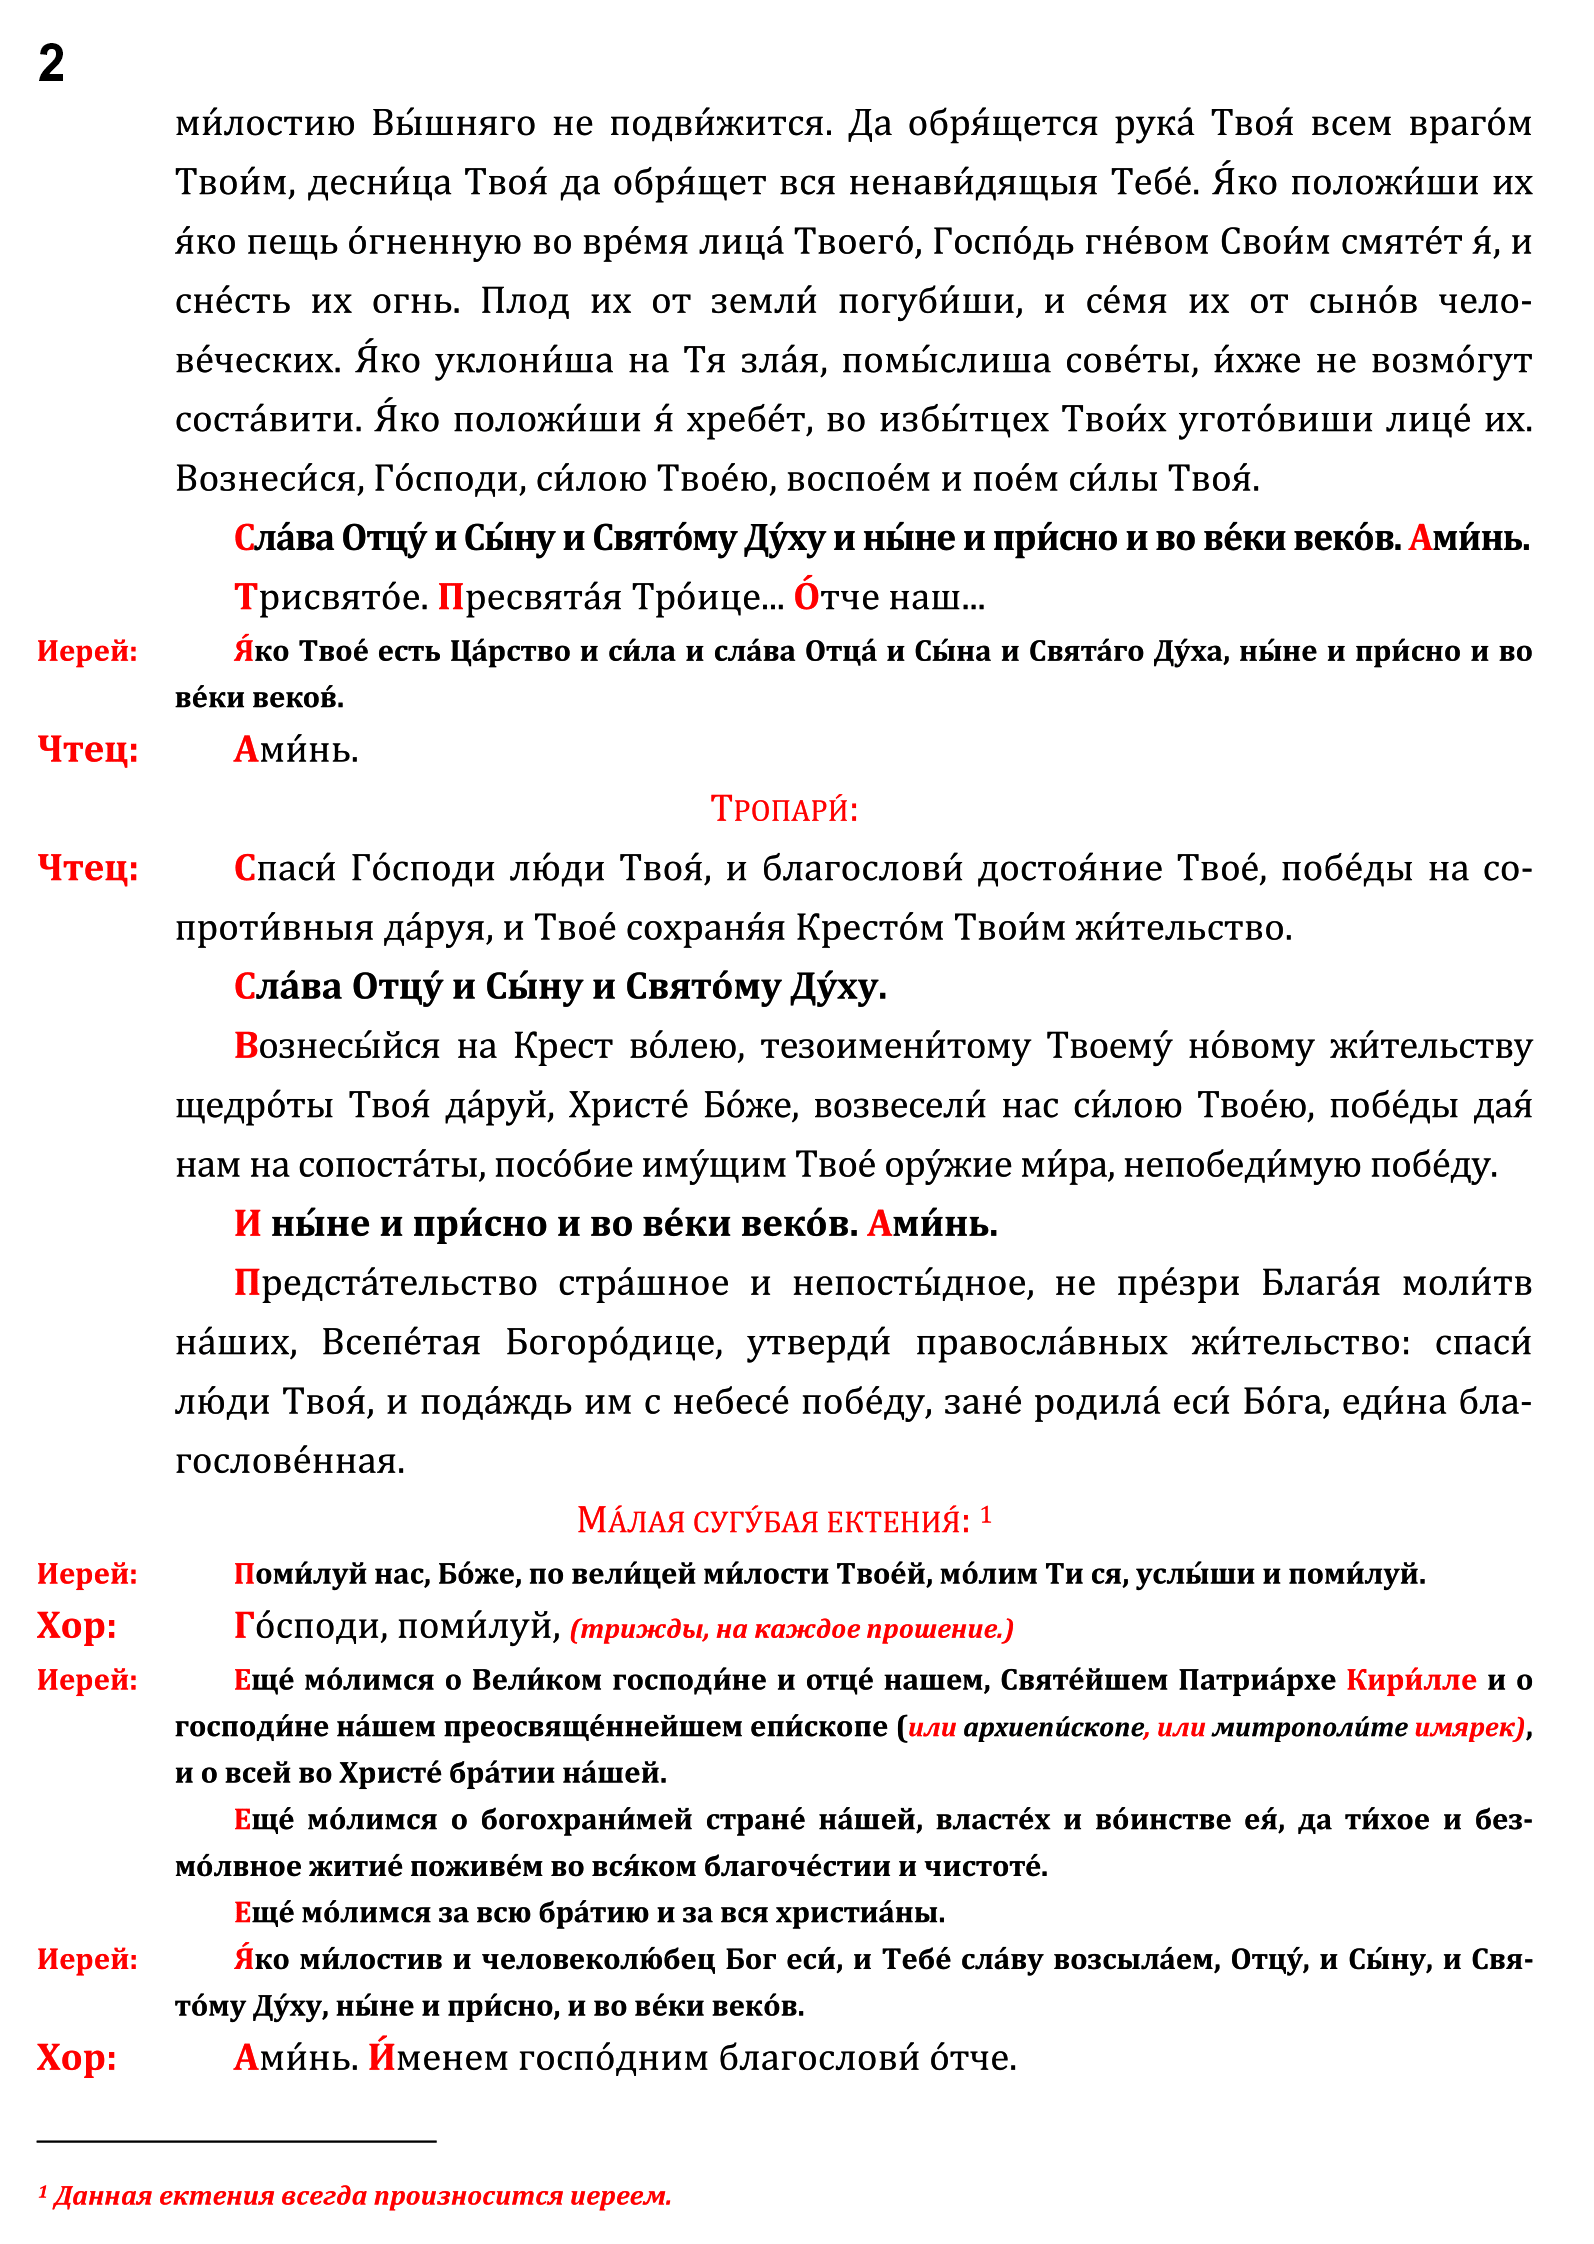 2
ми́лостию Вы́шняго не подви́жится. Да обря́щется рука́ Твоя́ всем враго́м
Твои́м, десни́ца Твоя́ да обря́щет вся ненави́дящыя Тебе́. Я́ко положи́ши их
я́ко пещь о́гненную во вре́мя лица́ Твоего́, Госпо́дь гне́вом Свои́м смяте́т я́, и
сне́сть их огнь. Плод их от земли́ погуби́ши, и се́мя их от сыно́в чело-
ве́ческих. Я́ко уклони́ша на Тя зла́я, помы́слиша сове́ты, и́хже не возмо́гут
соста́вити. Я́ко положи́ши я́ хребе́т, во избы́тцех Твои́х угото́виши лице́ их.
Вознеси́ся, Го́споди, си́лою Твое́ю, воспое́м и пое́м си́лы Твоя́.
Сла́ва Отцу́ и Сы́ну и Свято́му Ду́ху и ны́не и при́сно и во ве́ки веко́в. Ами́нь.
Трисвято́е. Пресвята́я Тро́ице... О́тче наш...
Иерей: Я́ко Твое́ есть Ца́рство и си́ла и сла́ва Отца́ и Сы́на и Свята́го Ду́ха, ны́не и при́сно и во
ве́ки веков́.
Чтец: Ами́нь.
Тропари́:
Чтец: Спаси́ Го́споди лю́ди Твоя́, и благослови́ достоя́ние Твое́, побе́ды на со-
проти́вныя да́руя, и Твое́ сохраня́я Кресто́м Твои́м жи́тельство.
Сла́ва Отцу́ и Сы́ну и Свято́му Ду́ху.
Вознесы́йся на Крест во́лею, тезоимени́тому Твоему́ но́вому жи́тельству
щедро́ты Твоя́ да́руй, Христе́ Бо́же, возвесели́ нас си́лою Твое́ю, побе́ды дая́
нам на сопоста́ты, посо́бие иму́щим Твое́ ору́жие ми́ра, непобеди́мую побе́ду.
И ны́не и при́сно и во ве́ки веко́в. Ами́нь.
Предста́тельство стра́шное и непосты́дное, не пре́зри Блага́я моли́тв
на́ших, Всепе́тая Богоро́дице, утверди́ правосла́вных жи́тельство: спаси́
лю́ди Твоя́, и пода́ждь им с небесе́ побе́ду, зане́ родила́ еси́ Бо́га, еди́на бла-
гослове́нная.
Ма́лая сугу́бая ектения́: ¹
Иерей: Поми́луй нас, Бо́же, по вели́цей ми́лости Твое́й, мо́лим Ти ся, услы́ши и поми́луй.
Хор: Го́споди, поми́луй, (трижды, на каждое прошение.)
Иерей: Еще́ мо́лимся о Вели́ком господи́не и отце́ нашем, Святе́йшем Патриа́рхе Кири́лле и о
господи́не на́шем преосвяще́ннейшем епи́скопе (или архиепи́скопе, или митрополи́те имярек),
и о всей во Христе́ бра́тии на́шей.
Еще́ мо́лимся о богохрани́мей стране́ на́шей, власте́х и во́инстве ея́, да ти́хое и без-
мо́лвное житие́ поживе́м во вся́ком благоче́стии и чистоте́.
Еще́ мо́лимся за всю бра́тию и за вся христиа́ны.
Иерей: Я́ко ми́лостив и человеколю́бец Бог еси́, и Тебе́ сла́ву возсыла́ем, Отцу́, и Сы́ну, и Свя-
то́му Ду́ху, ны́не и при́сно, и во ве́ки веко́в.
Хор: Ами́нь. И́менем госпо́дним благослови́ о́тче.
¹ Данная ектения всегда произносится иереем.